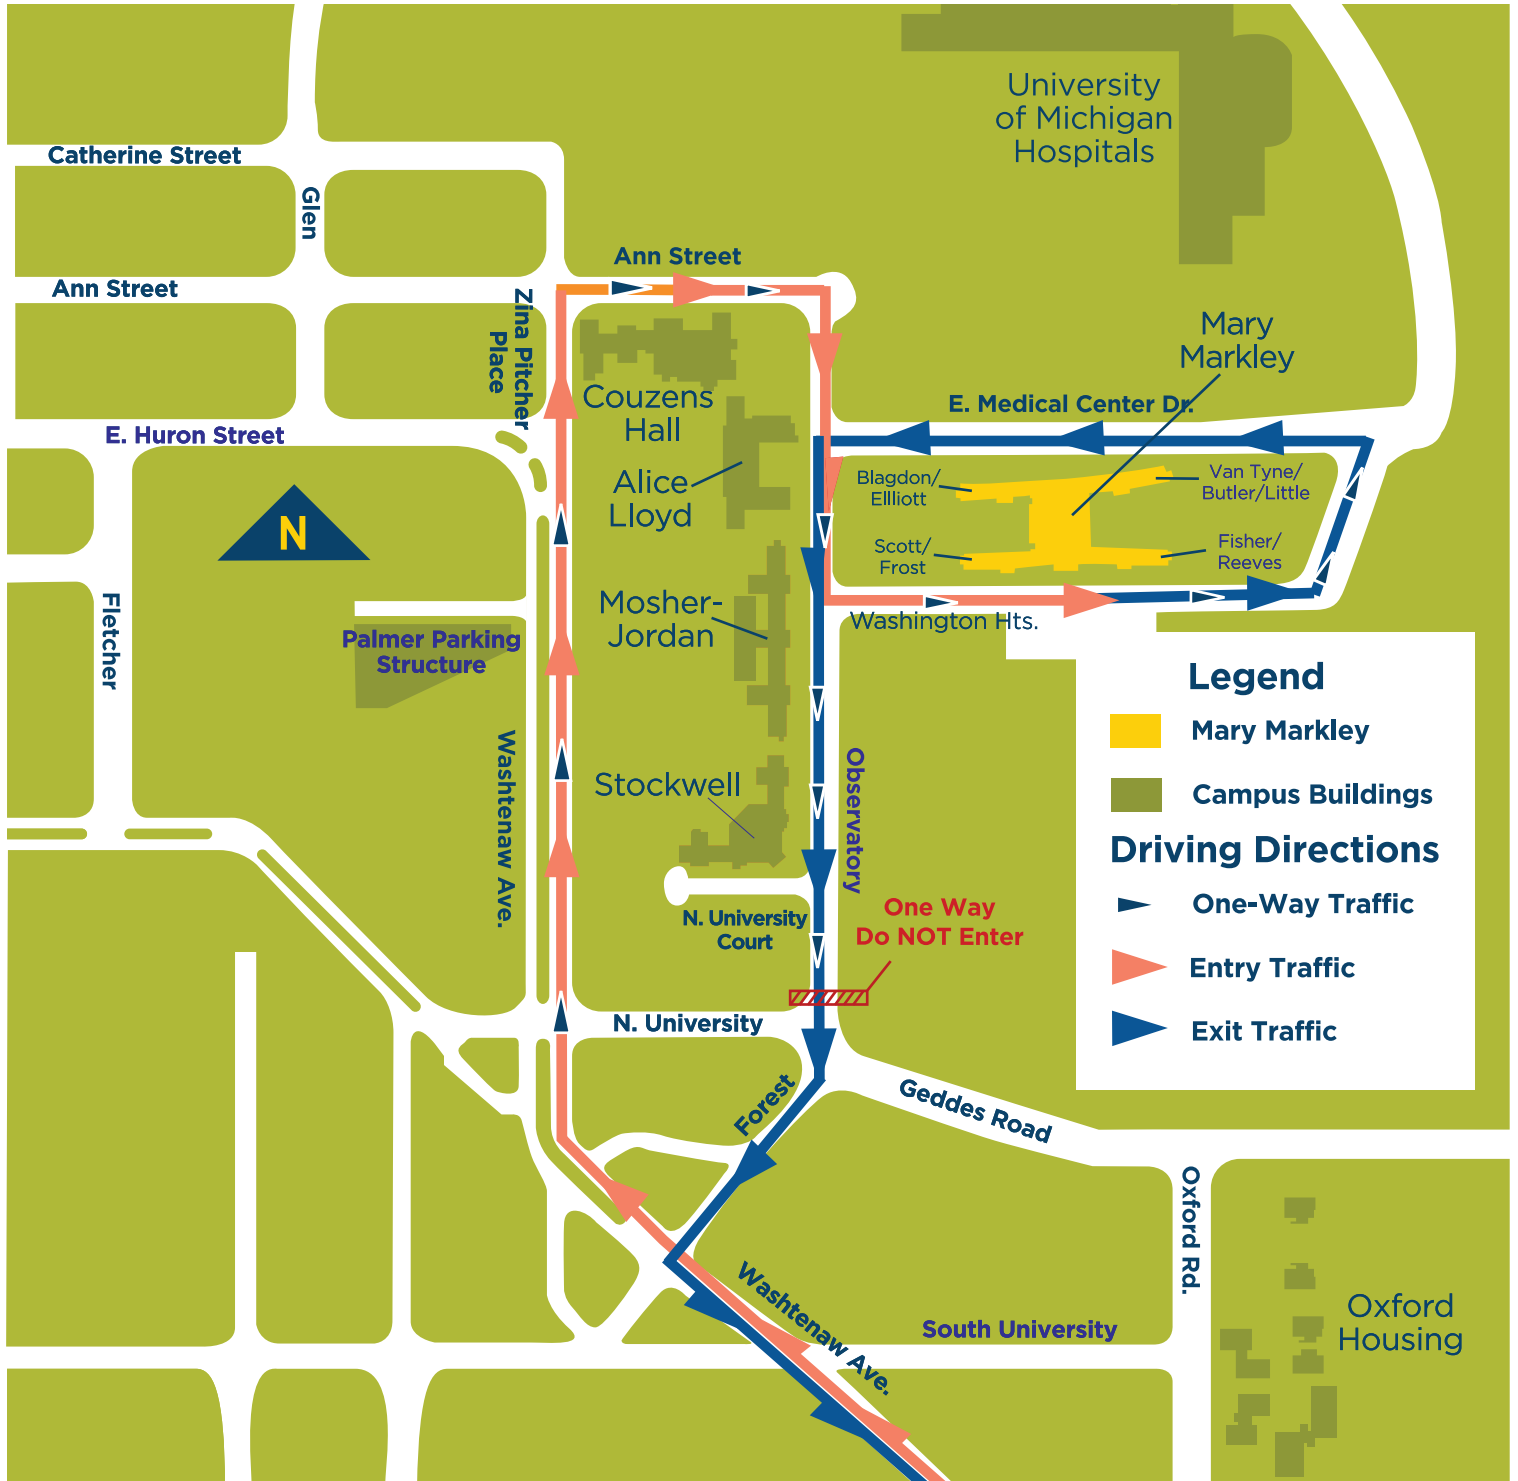 University
of Michigan
Hospitals
Catherine Street
Glen
Ann Street
Ann Street
Zina Pitcher
Place
Mary
Markley
Couzens
Hall
E. Medical Center Dr.
E. Huron Street
Alice
Lloyd
Blagdon/
Ellliott
Van Tyne/
Butler/Little
N
Scott/
Frost
Fisher/
Reeves
Fletcher
Mosher-
Jordan
Washington Hts.
Palmer Parking
Structure
Legend
Mary Markley
Campus Buildings
Driving Directions
One-Way Traffic
Entry Traffic
Exit Traffic
Washtenaw Ave.
Stockwell
Observatory
N. University
Court
One Way
Do NOT Enter
N. University
Forest
Geddes Road
Oxford Rd.
Washtenaw Ave.
South University
Oxford
Housing